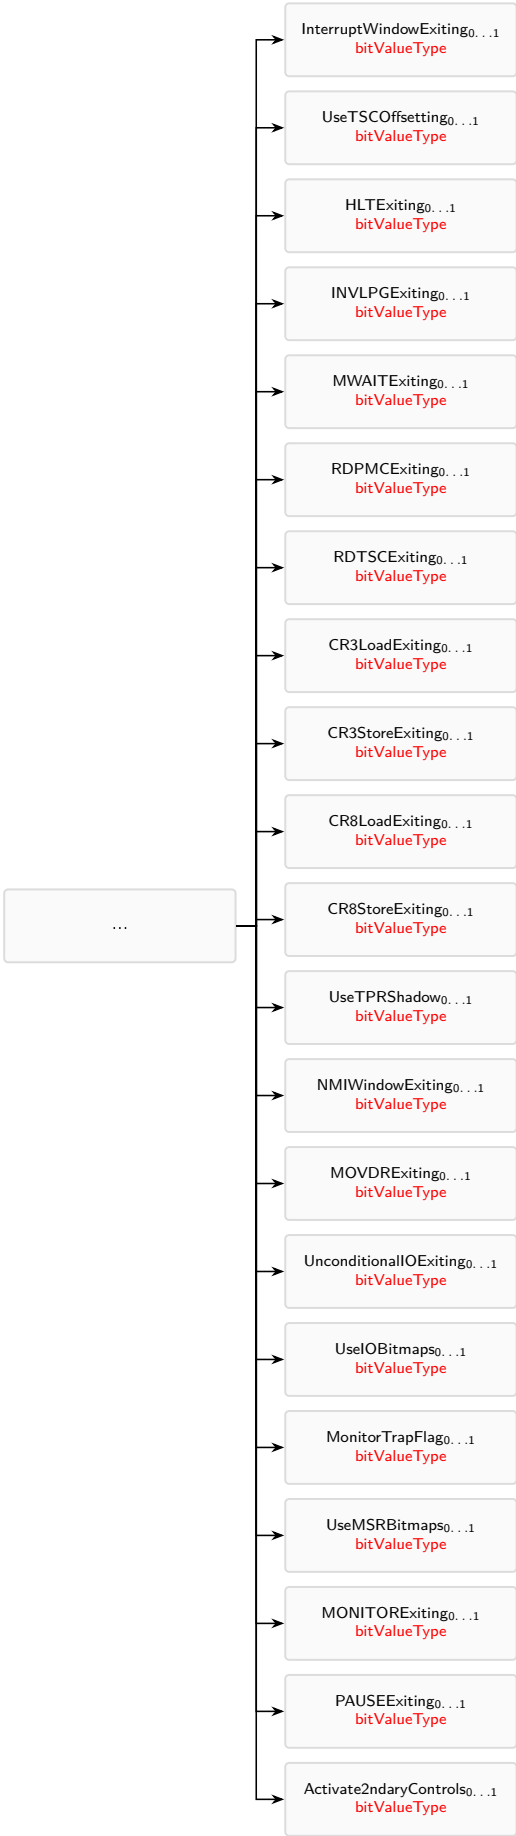 InterruptWindowExiting0...1
bitValueType
UseTSCOffsetting0...1
bitValueType
HLTExiting0...1
bitValueType
INVLPGExiting0...1
bitValueType
MWAITExiting0...1
bitValueType
RDPMCExiting0...1
bitValueType
RDTSCExiting0...1
bitValueType
CR3LoadExiting0...1
bitValueType
CR3StoreExiting0...1
bitValueType
CR8LoadExiting0...1
bitValueType
...
CR8StoreExiting0...1
bitValueType
UseTPRShadow0...1
bitValueType
NMIWindowExiting0...1
bitValueType
MOVDRExiting0...1
bitValueType
UnconditionalIOExiting0...1
bitValueType
UseIOBitmaps0...1
bitValueType
MonitorTrapFlag0...1
bitValueType
UseMSRBitmaps0...1
bitValueType
MONITORExiting0...1
bitValueType
PAUSEExiting0...1
bitValueType
Activate2ndaryControls0...1
bitValueType